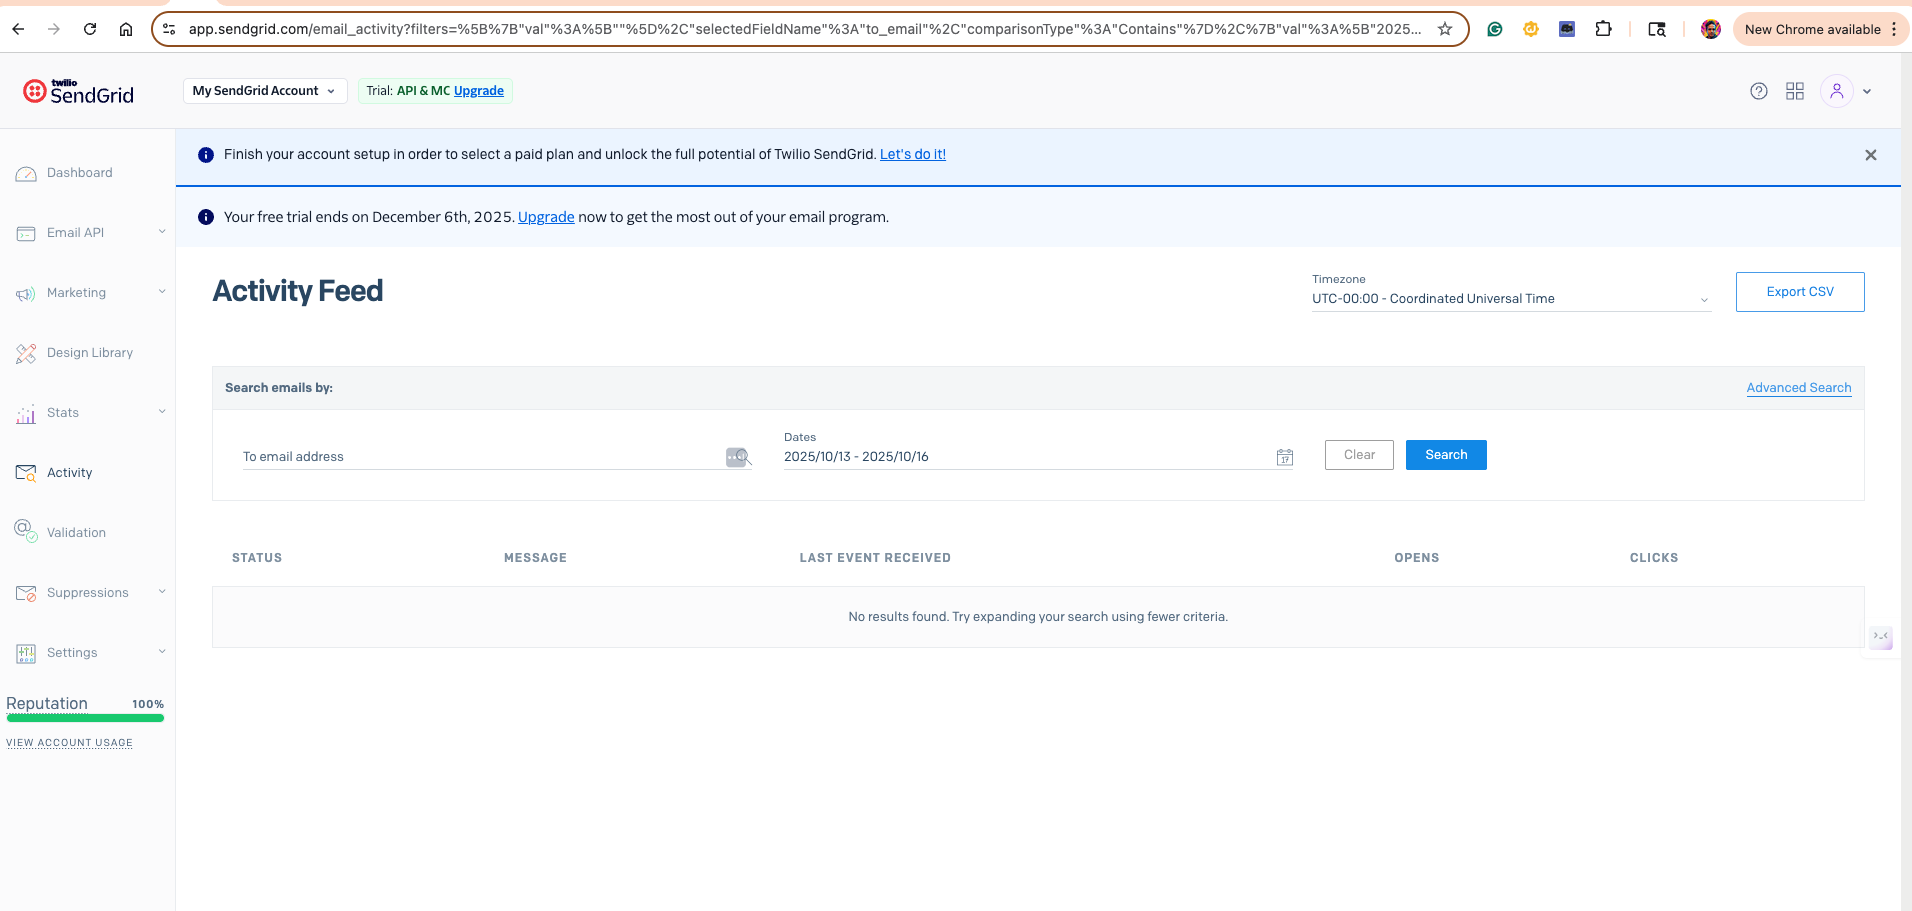 app.sendgrid.com/email_activity?filters=%5B%7B"val"%3A%5B""%5D%2C"selectedFieldName"%3A"to_email"%2C"comparisonType"%3A"Contains"%7D%2C%7B"val"%3A%5B"2025...
New Chrome available
twilio
SendGrid
My SendGrid Account
Trial: API & MC Upgrade
Finish your account setup in order to select a paid plan and unlock the full potential of Twilio SendGrid. Let's do it!
Your free trial ends on December 6th, 2025. Upgrade now to get the most out of your email program.
Dashboard
Email API
Marketing
Design Library
Stats
Activity
Validation
Suppressions
Settings
Reputation 100%
VIEW ACCOUNT USAGE
Activity Feed
Timezone
UTC-00:00 - Coordinated Universal Time
Export CSV
Search emails by:
Advanced Search
To email address
Dates
2025/10/13 - 2025/10/16
17
Clear
Search
STATUS MESSAGE LAST EVENT RECEIVED OPENS CLICKS
No results found. Try expanding your search using fewer criteria.